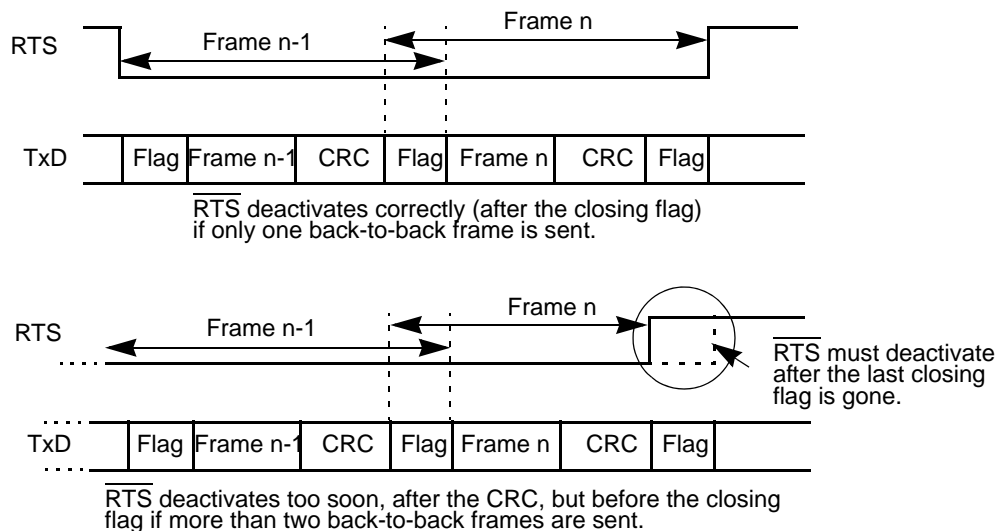 Frame n
RTS
Frame n-1
TxD
Flag Frame n-1 CRC Flag Frame n CRC Flag
RTS deactivates correctly (after the closing flag)
if only one back-to-back frame is sent.
Frame n
RTS
Frame n-1
RTS must deactivate
after the last closing
flag is gone.
TxD
Flag Frame n-1 CRC Flag Frame n CRC Flag
RTS deactivates too soon, after the CRC, but before the closing
flag if more than two back-to-back frames are sent.